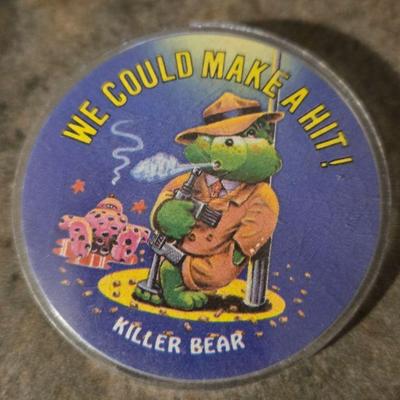 WE COULD MAKE A HIT!
KILLER BEAR